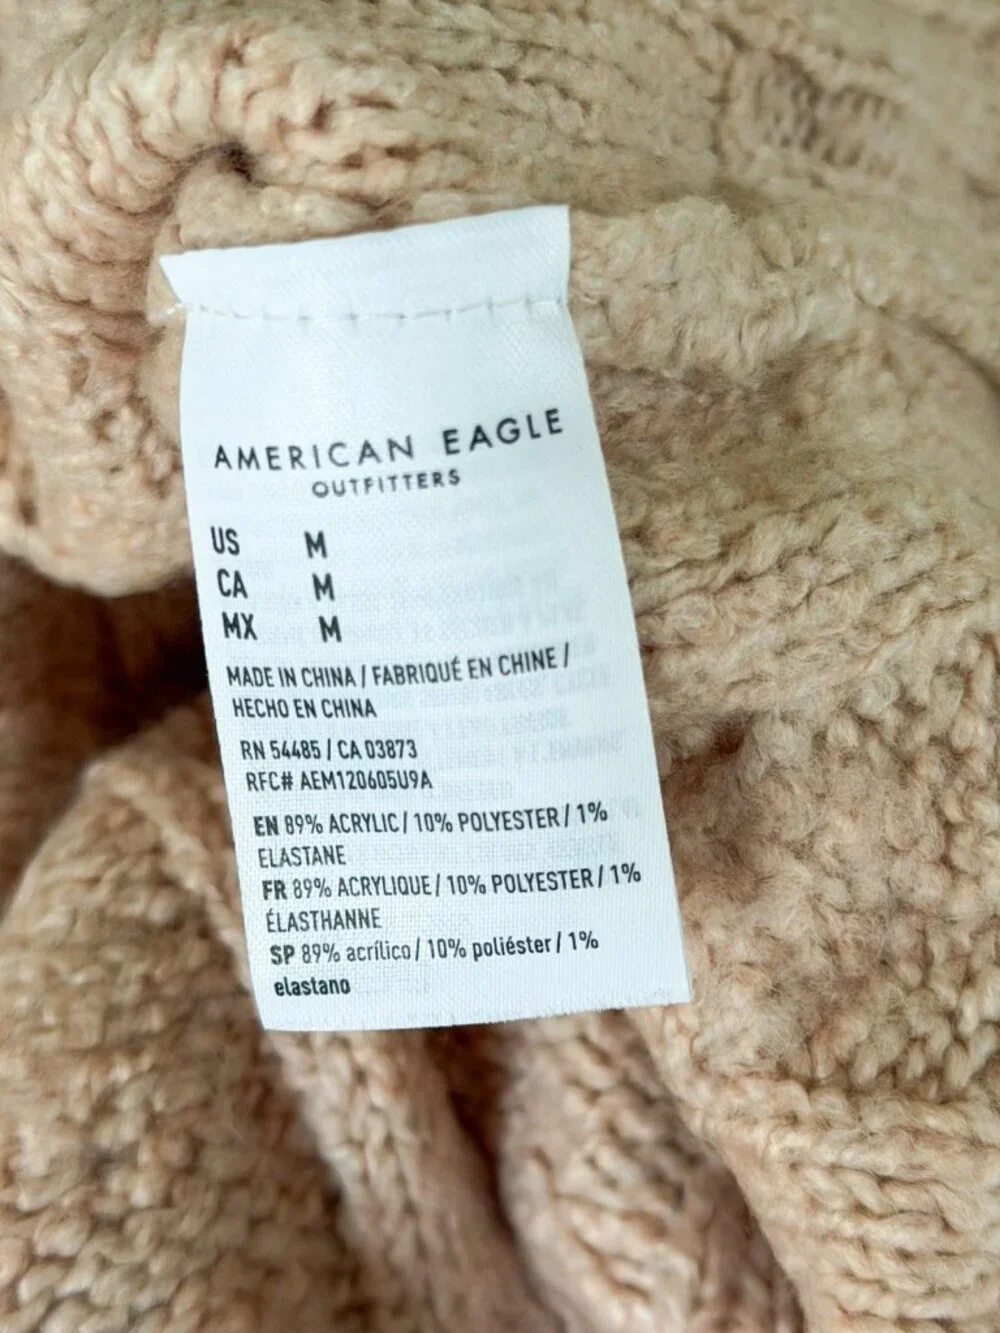 AMERICAN EAGLE
OUTFITTERS
US M
CA M
MX M
MADE IN CHINA / FABRIQUÉ EN CHINE /
HECHO EN CHINA
RN 54485 / CA 03873
RFC# AEM120605U9A
EN 89% ACRYLIC / 10% POLYESTER / 1%
ELASTANE
FR 89% ACRYLIQUE / 10% POLYESTER / 1%
ÉLASTHANNE
SP 89% acrílico / 10% poliéster / 1%
elastano